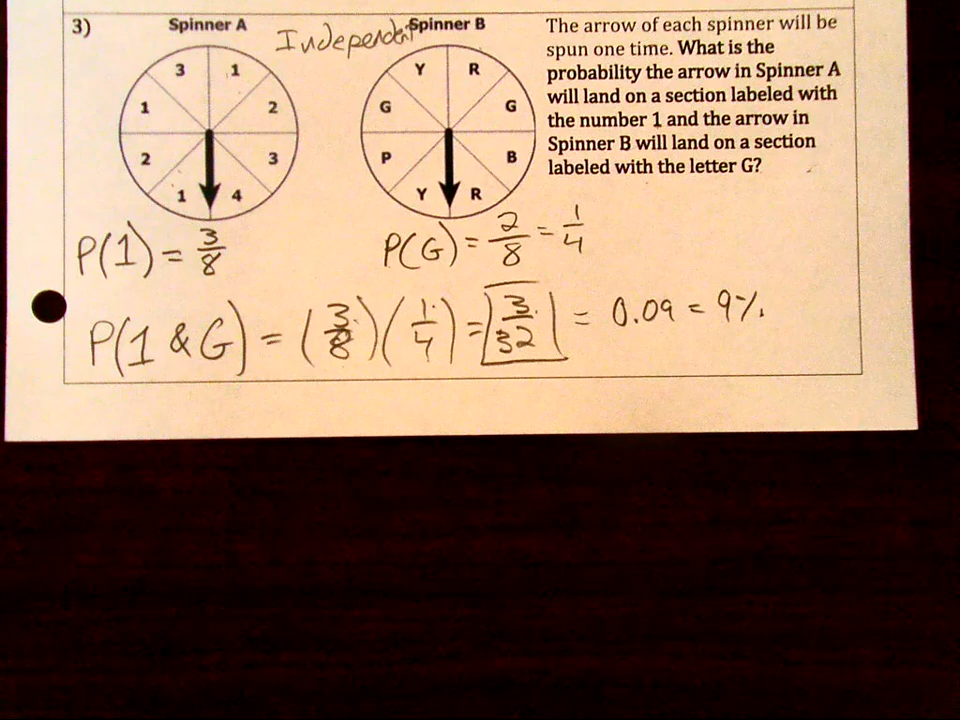 3) Spinner A Independent Spinner B
3 1
1 2
2 3
1 4
Y R
G G
P B
Y R
The arrow of each spinner will be
spun one time. What is the
probability the arrow in Spinner A
will land on a section labeled with
the number 1 and the arrow in
Spinner B will land on a section
labeled with the letter G?
P(1) = 3/8
P(G) = 2/8 = 1/4
P(1 & G) = (3/8)(1/4) = 3/32 = 0.09 = 9%